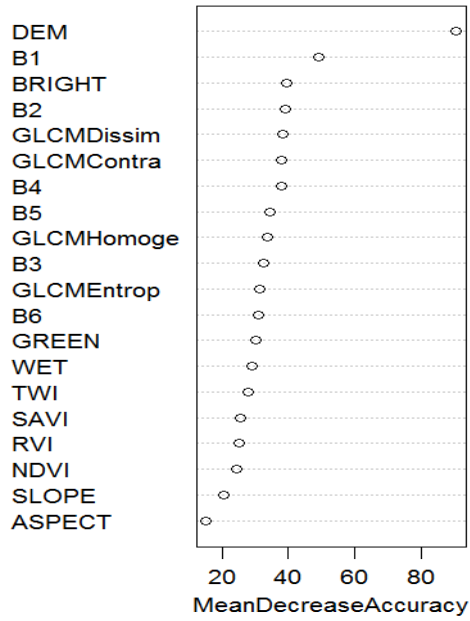 DEM
B1
BRIGHT
B2
GLCMDissim
GLCMContra
B4
B5
GLCMHomoge
B3
GLCMEntrop
B6
GREEN
WET
TWI
SAVI
RVI
NDVI
SLOPE
ASPECT
20 40 60 80
MeanDecreaseAccuracy